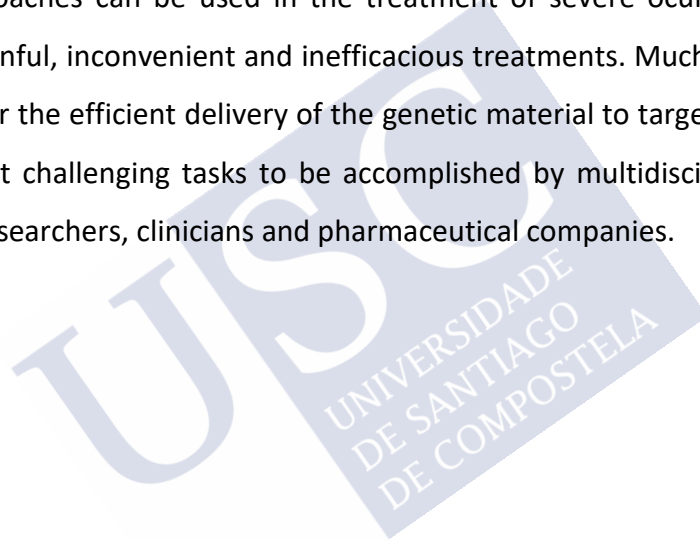 paches can be used in the treatment of severe ocu
nful, inconvenient and inefficacious treatments. Much
r the efficient delivery of the genetic material to targe
t challenging tasks to be accomplished by multidisci
searchers, clinicians and pharmaceutical companies.
USC
UNIVERSIDADE
DE SANTIAGO
DE COMPOSTELA